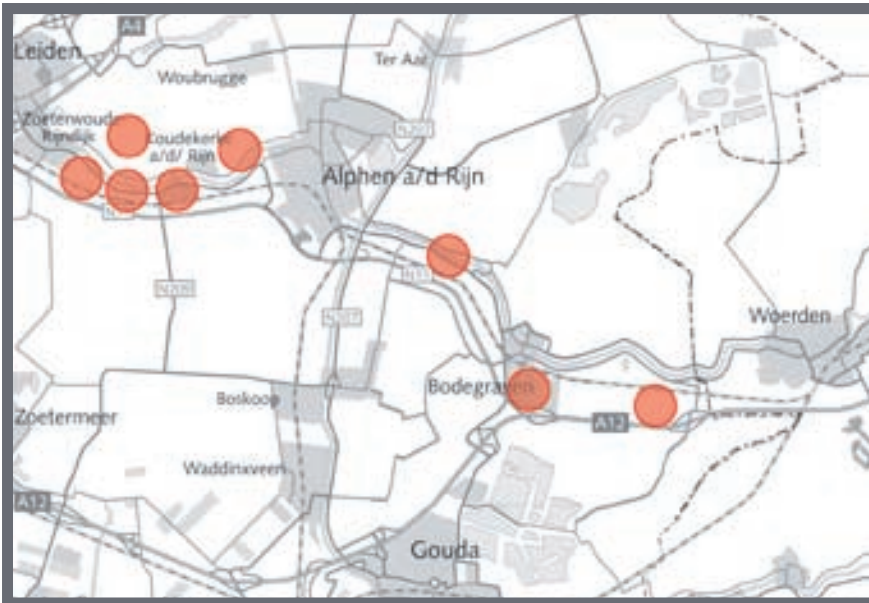 A4
Leiden
Ter Aar
Woubrugge
Zoeterwoude
Rijndijk
Koudekerk
a/d/ Rijn
N207
Alphen a/d Rijn
N11
N209
N207
Woerden
Bodegraven
Boskoop
Zoetermeer
A12
Waddinxveen
A12
Gouda